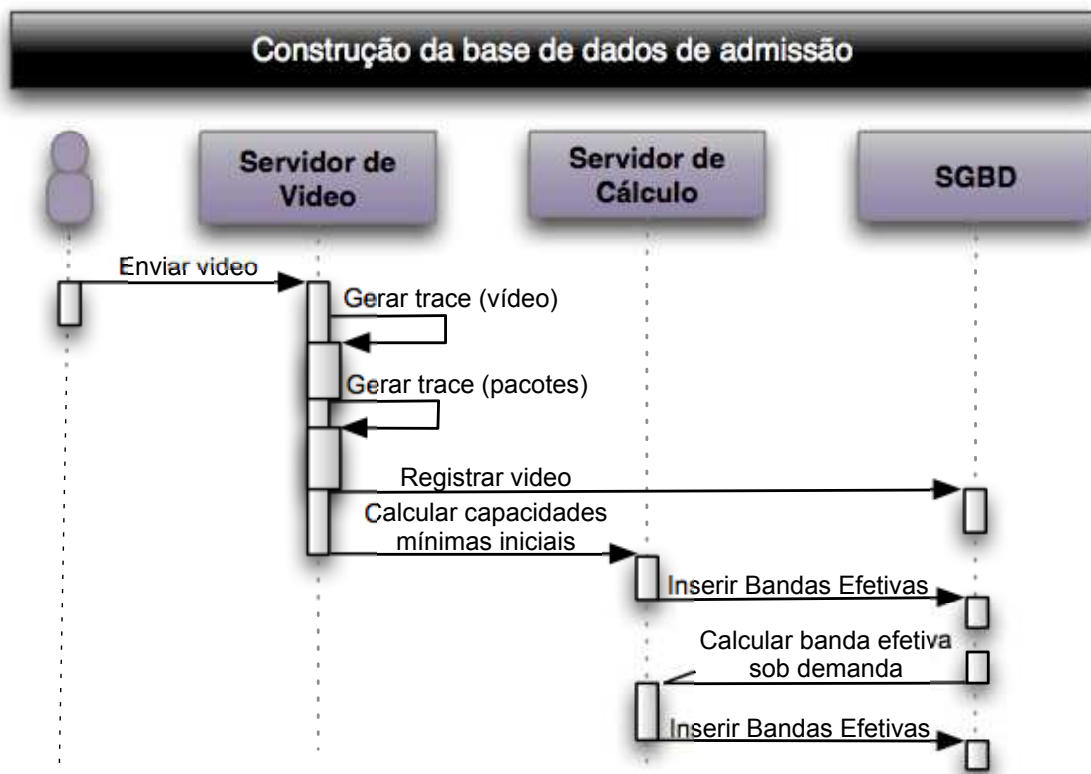 Construção da base de dados de admissão
Servidor de
Video
Servidor de
Cálculo
SGBD
Enviar video
Gerar trace (vídeo)
Gerar trace (pacotes)
Registrar video
Calcular capacidades
mínimas iniciais
Inserir Bandas Efetivas
Calcular banda efetiva
sob demanda
Inserir Bandas Efetivas